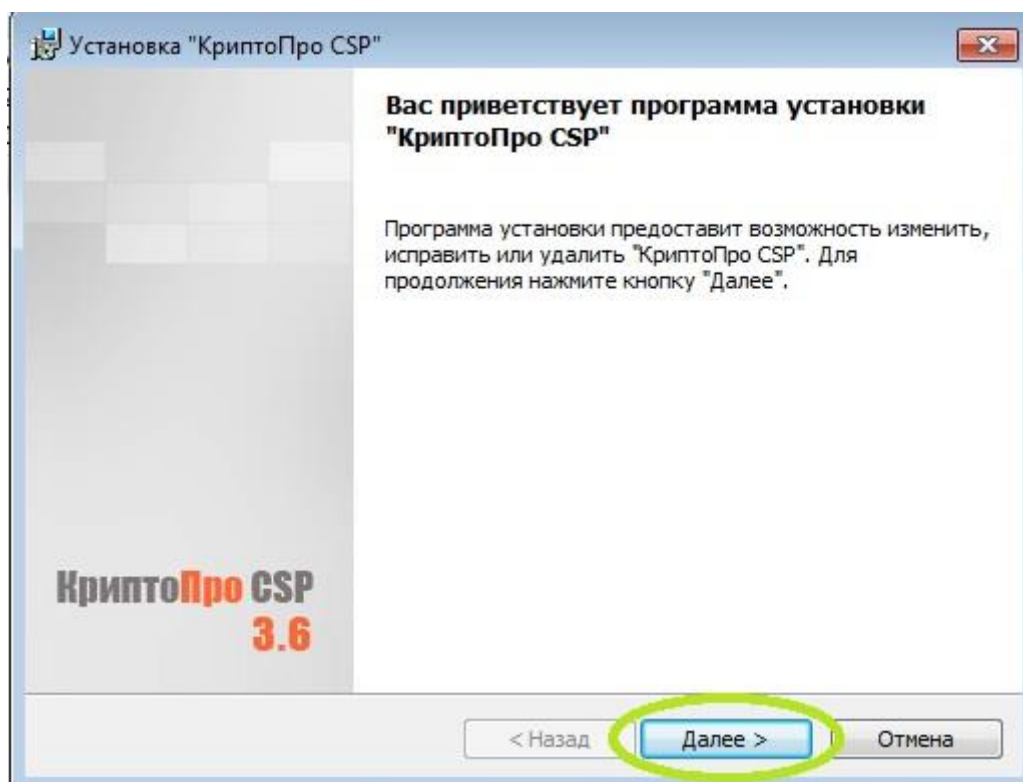 Установка "КриптоПро CSP"
Вас приветствует программа установки
"КриптоПро CSP"
Программа установки предоставит возможность изменить,
исправить или удалить "КриптоПро CSP". Для
продолжения нажмите кнопку "Далее".
КриптоПро CSP
3.6
< Назад
Далее >
Отмена